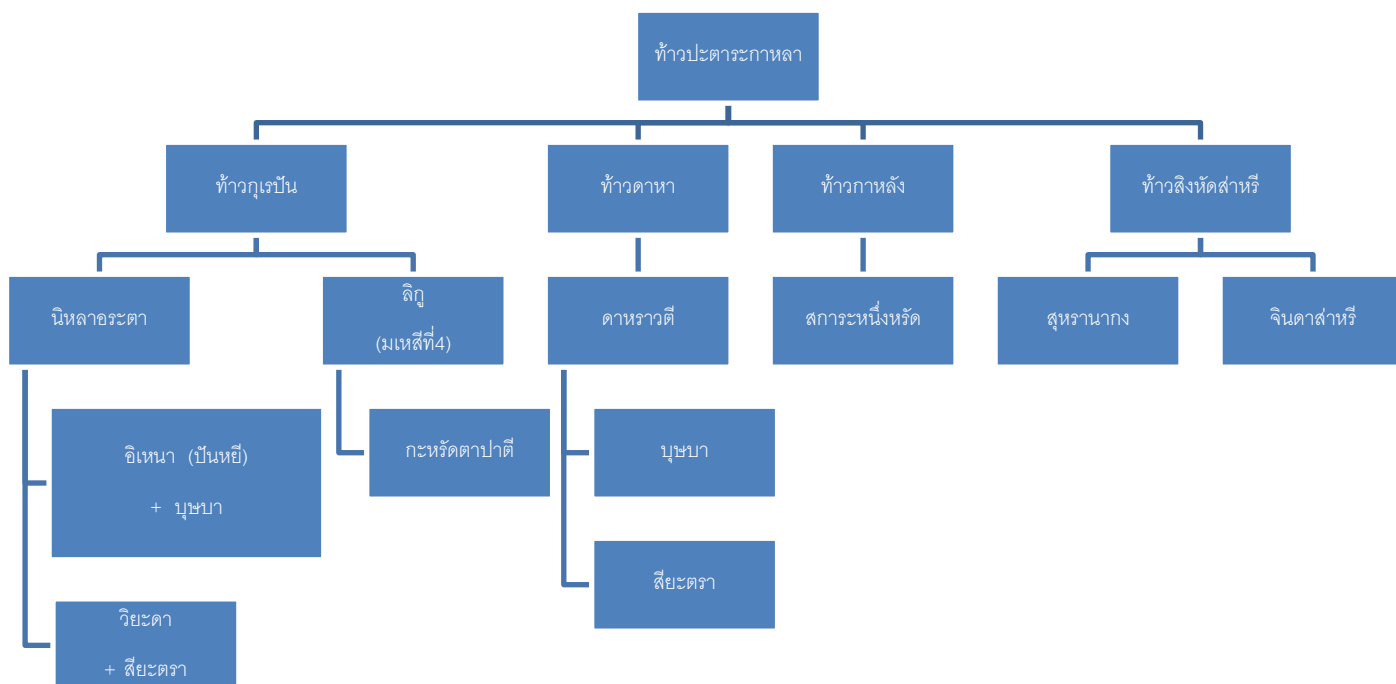 ท้าวปะตาระกาหลา
ท้าวกุเรปัน
ท้าวดาหา
ท้าวกาหลัง
ท้าวสิงหัดส่าหรี
นิหลาอระตา
ลิกู
(มเหสีที่4)
ดาหราวตี
สการะหนึ่งหรัด
สุหรานากง
จินดาส่าหรี
อิเหนา (ปันหยี)
+ บุษบา
กะหรัดตาปาตี
บุษบา
สียะตรา
วิยะดา
+ สียะตรา